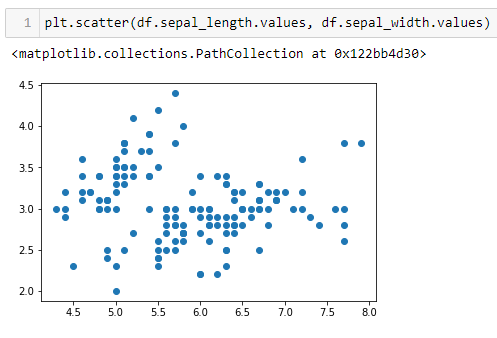 1 plt.scatter(df.sepal_length.values, df.sepal_width.values)
<matplotlib.collections.PathCollection at 0x122bb4d30>
4.5
4.0
3.5
3.0
2.5
2.0
4.5 5.0 5.5 6.0 6.5 7.0 7.5 8.0